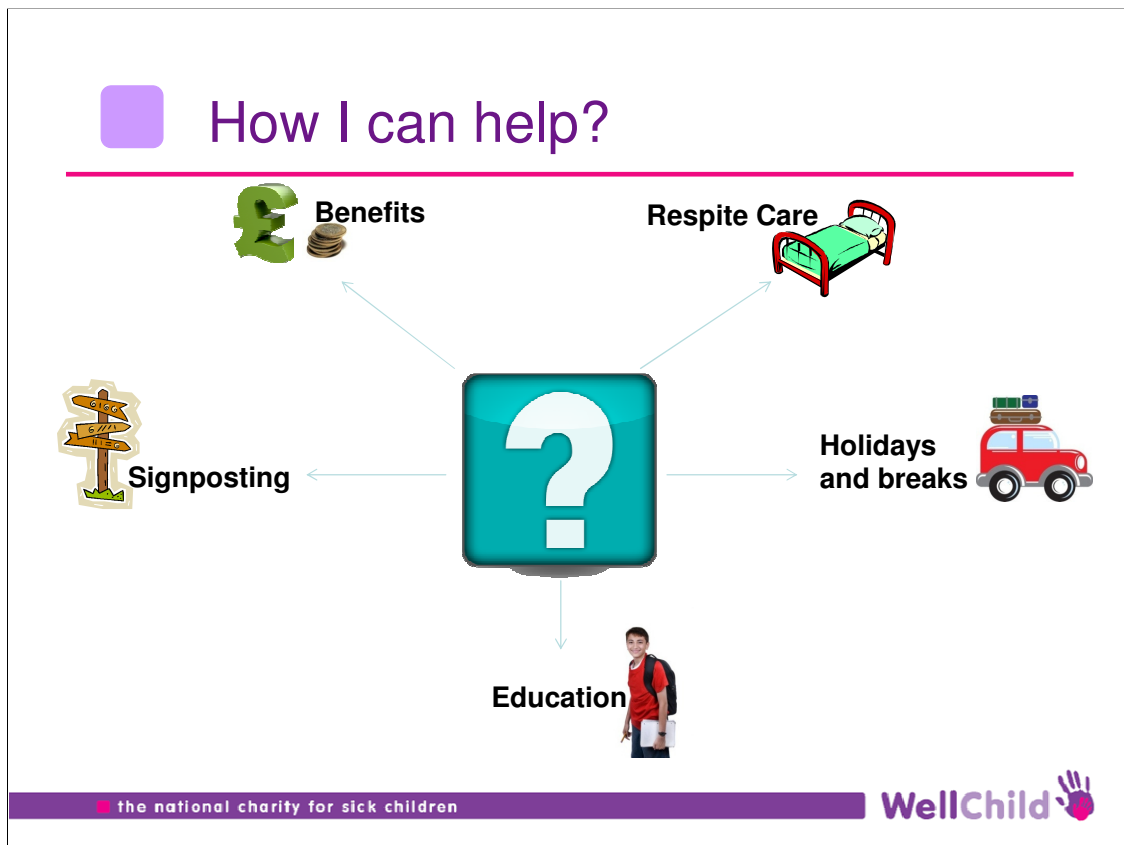 How I can help?
Benefits
Respite Care
Signposting
Holidays
and breaks
Education
the national charity for sick children
WellChild